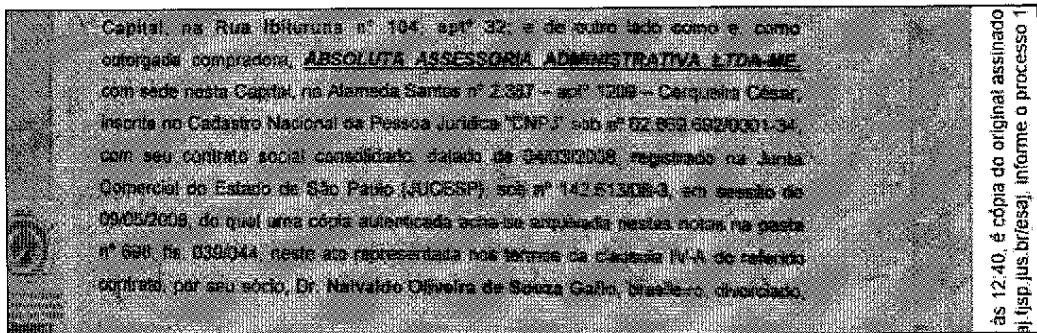 Capital, na Rua Ibituruna nº 104, aptº 32; e de outro lado como e como
outorgada compradora, ABSOLUTA ASSESSORIA ADMINISTRATIVA LTDA-ME,
com sede nesta Capital, na Alameda Santos nº 2.387 – aptº 1209 – Cerqueira César,
inscrita no Cadastro Nacional da Pessoa Jurídica "CNPJ" sob nº 02.869.692/0001-34,
com seu contrato social consolidado, datado de 04/03/2008, registrado na Junta
Comercial do Estado de São Paulo (JUCESP), sob nº 142.613/08-3, em sessão de
09/05/2008, do qual uma cópia autenticada acha-se arquivada nestas notas na pasta
nº 698, fls. 039/044, neste ato representada nos termos da cláusula IV-A do referido
contrato, por seu sócio, Dr. Naivaldo Oliveira de Souza Gallo, brasileiro, divorciado,
às 12:40, é cópia do original assinado
aj.tjsp.jus.br/esaj, informe o processo 1